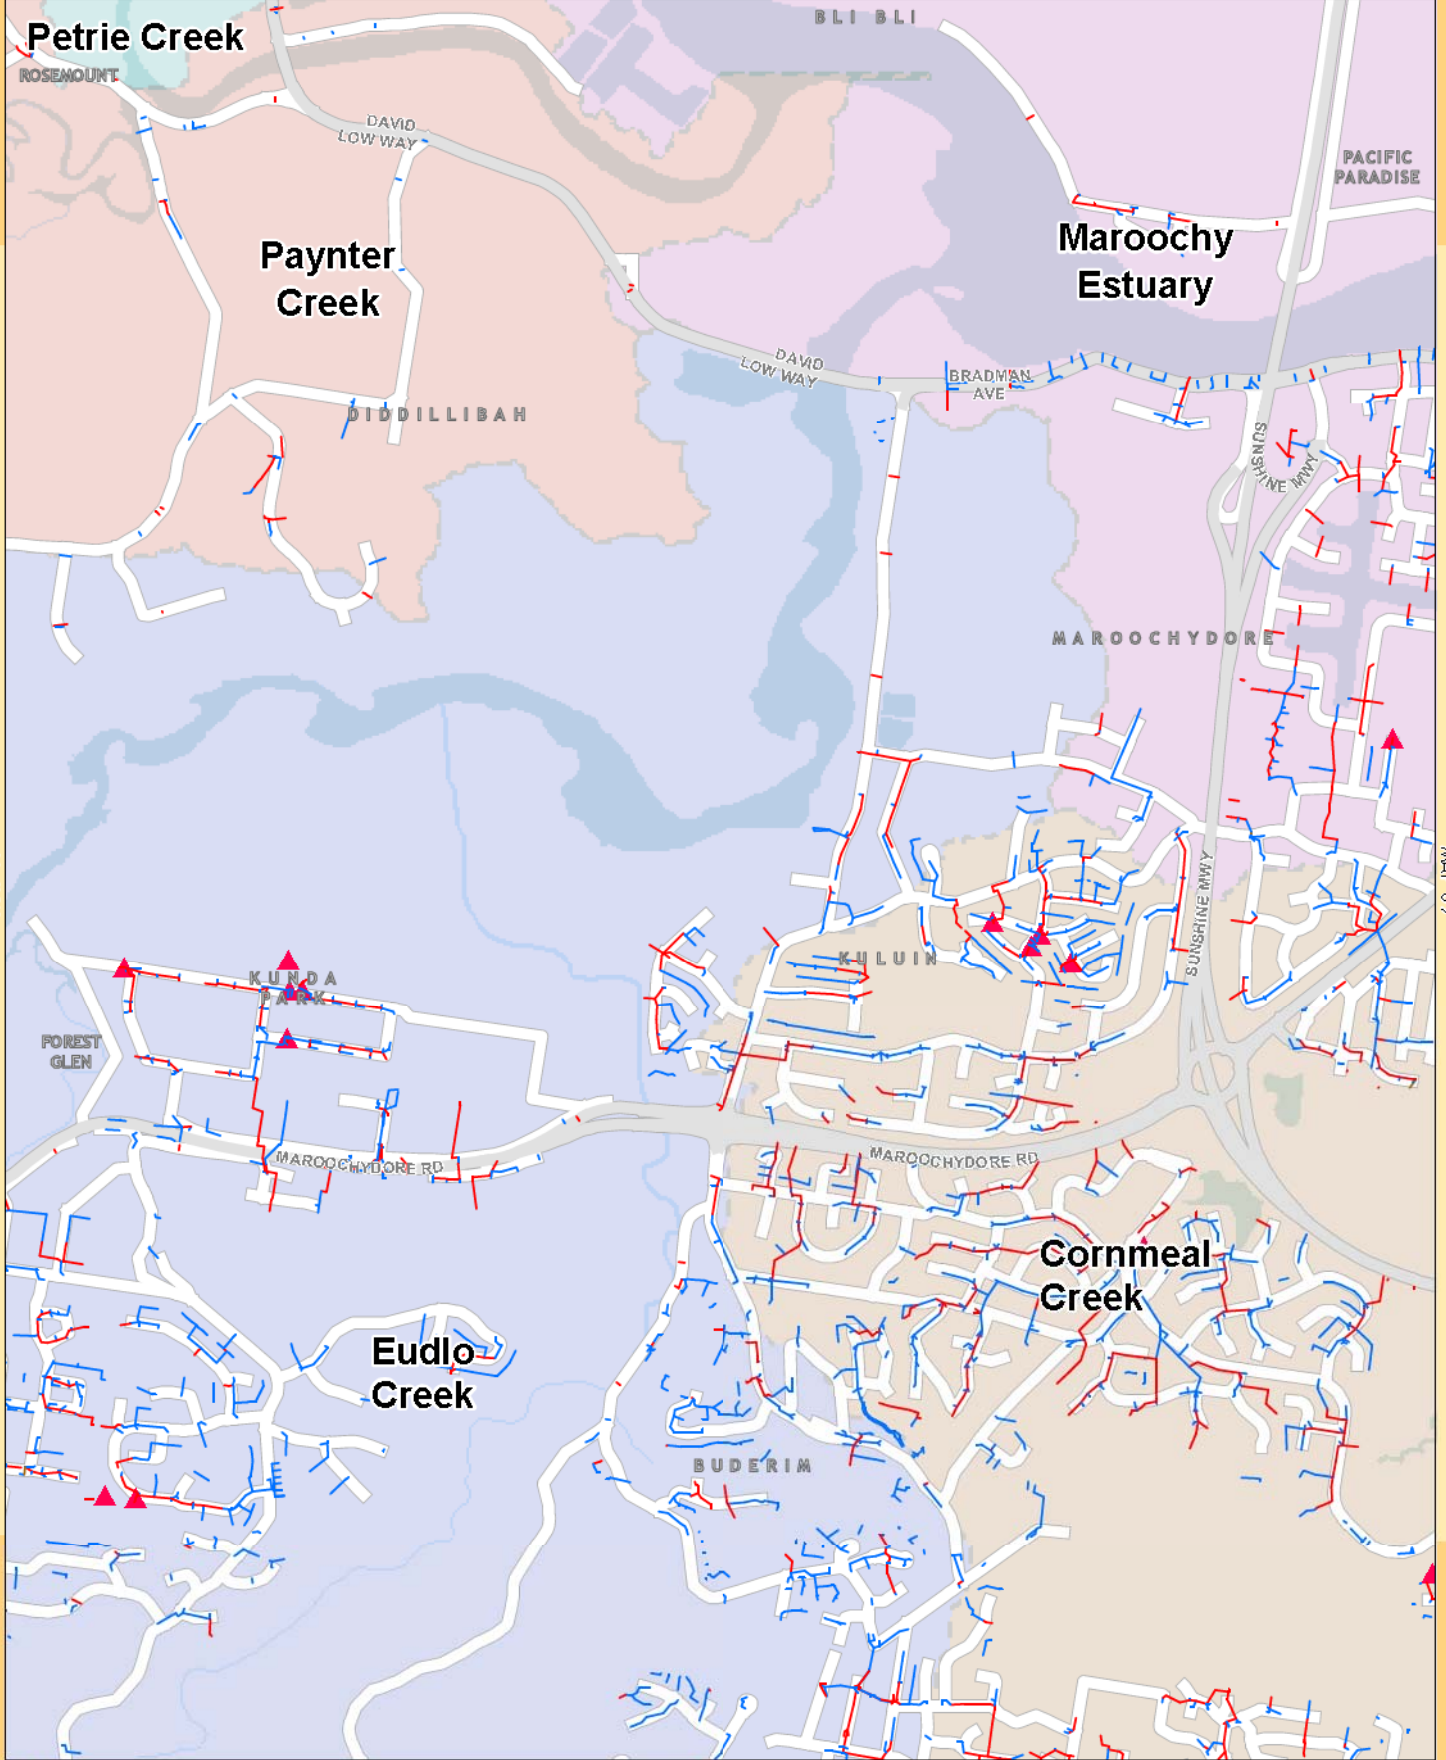 BLI BLI
Petrie Creek
ROSEMOUNT
DAVID
LOW WAY
PACIFIC
PARADISE
Maroochy
Estuary
Paynter
Creek
DAVID
LOW WAY
BRADMAN
AVE
DIDDILLIBAH
SUNSHINE MWY
MAROOCHYDORE
SUNSHINE MWY
KULUIN
KUNDA
PARK
FOREST
GLEN
MAROOCHYDORE RD
MAROOCHYDORE RD
Cornmeal
Creek
Eudlo
Creek
BUDERIM